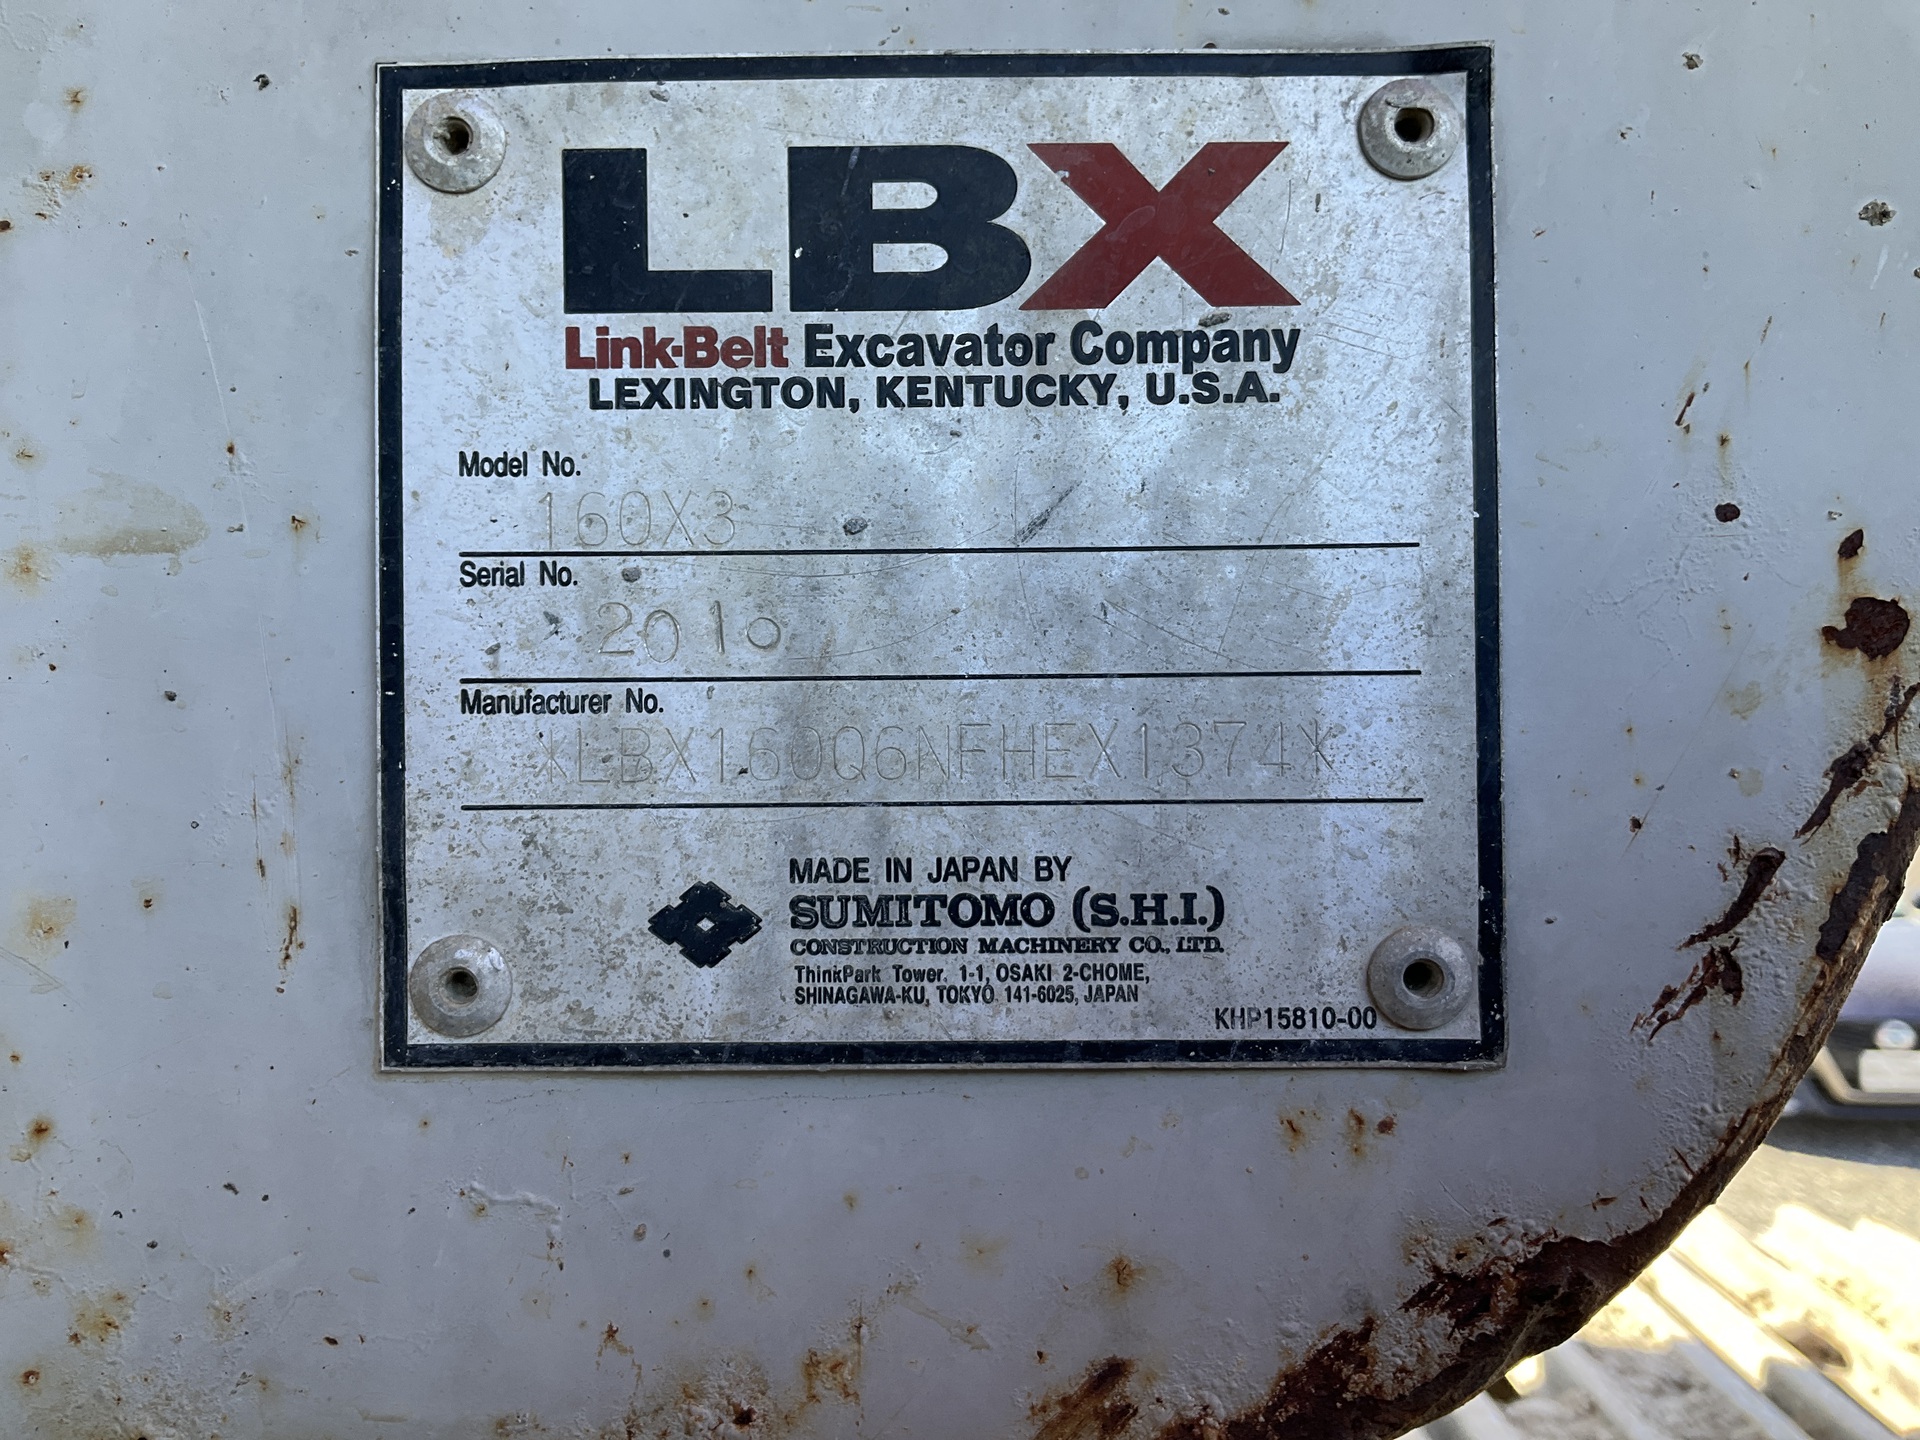 LBX
Link-Belt Excavator Company
LEXINGTON, KENTUCKY, U.S.A.
Model No.
160X3
Serial No.
2010
Manufacturer No.
*LBX160Q6NFHEX1374*
MADE IN JAPAN BY
SUMITOMO (S.H.I.)
CONSTRUCTION MACHINERY CO., LTD.
ThinkPark Tower, 1-1, OSAKI 2-CHOME,
SHINAGAWA-KU, TOKYO 141-6025, JAPAN
KHP15810-00